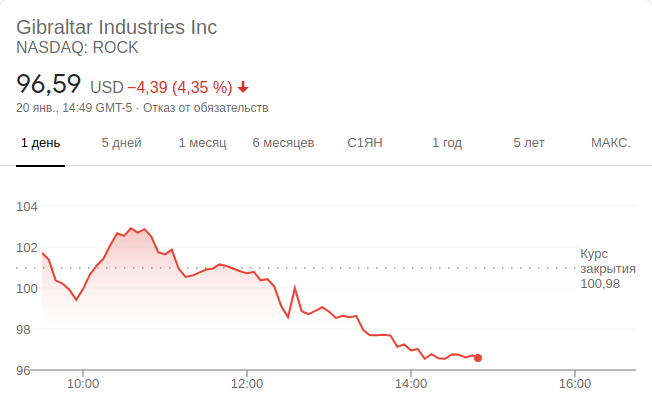 Gibraltar Industries Inc
NASDAQ: ROCK
96,59 USD −4,39 (4,35 %)
20 янв., 14:49 GMT-5 · Отказ от обязательств
1 день 5 дней 1 месяц 6 месяцев С1ЯН 1 год 5 лет МАКС.
104
102
Курс
закрытия
100,98
100
98
96
10:00 12:00 14:00 16:00